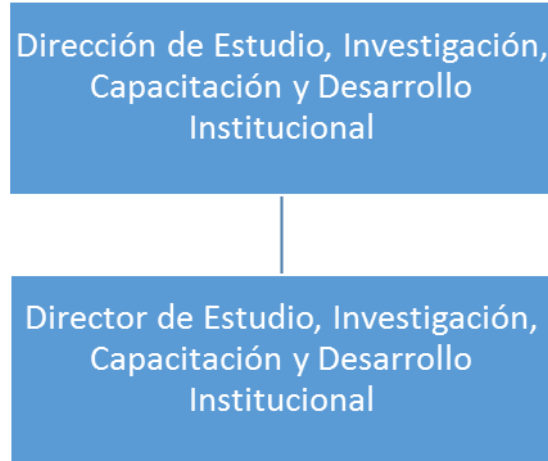 Dirección de Estudio, Investigación,
Capacitación y Desarrollo
Institucional
Director de Estudio, Investigación,
Capacitación y Desarrollo
Institucional